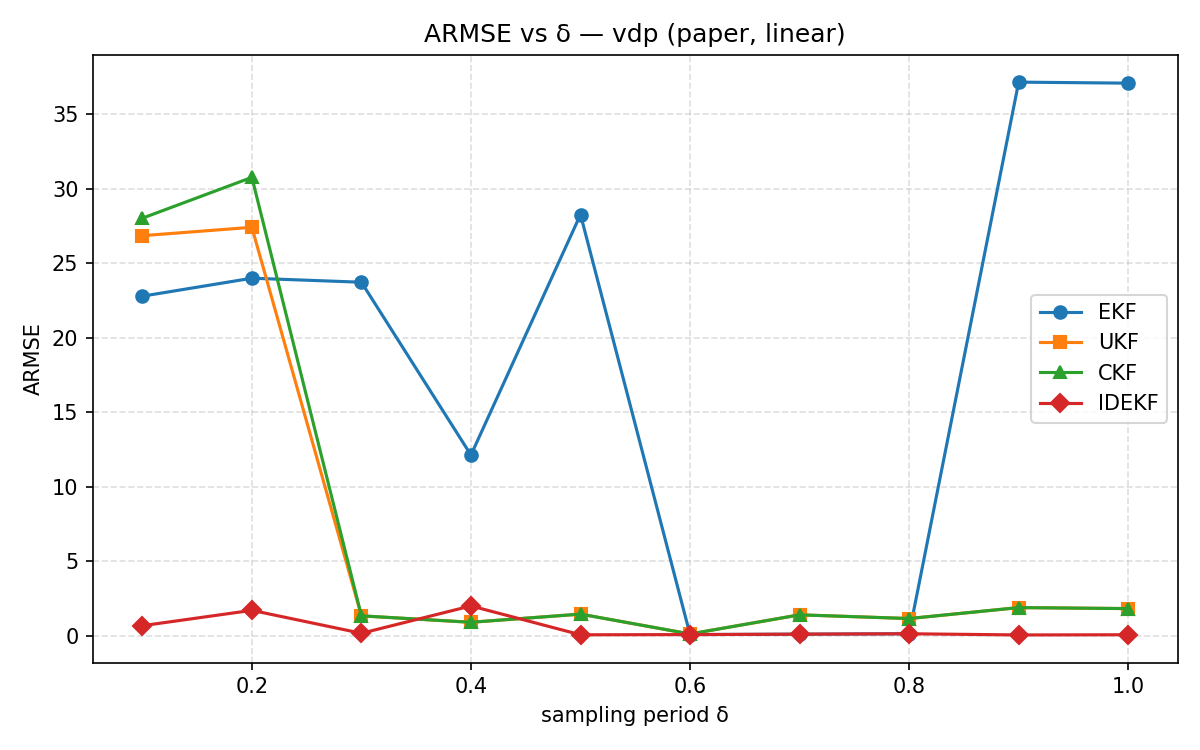 ARMSE vs δ — vdp (paper, linear)
ARMSE
35
30
25
20
15
10
5
0
EKF
UKF
CKF
IDEKF
0.2
0.4
0.6
0.8
1.0
sampling period δ